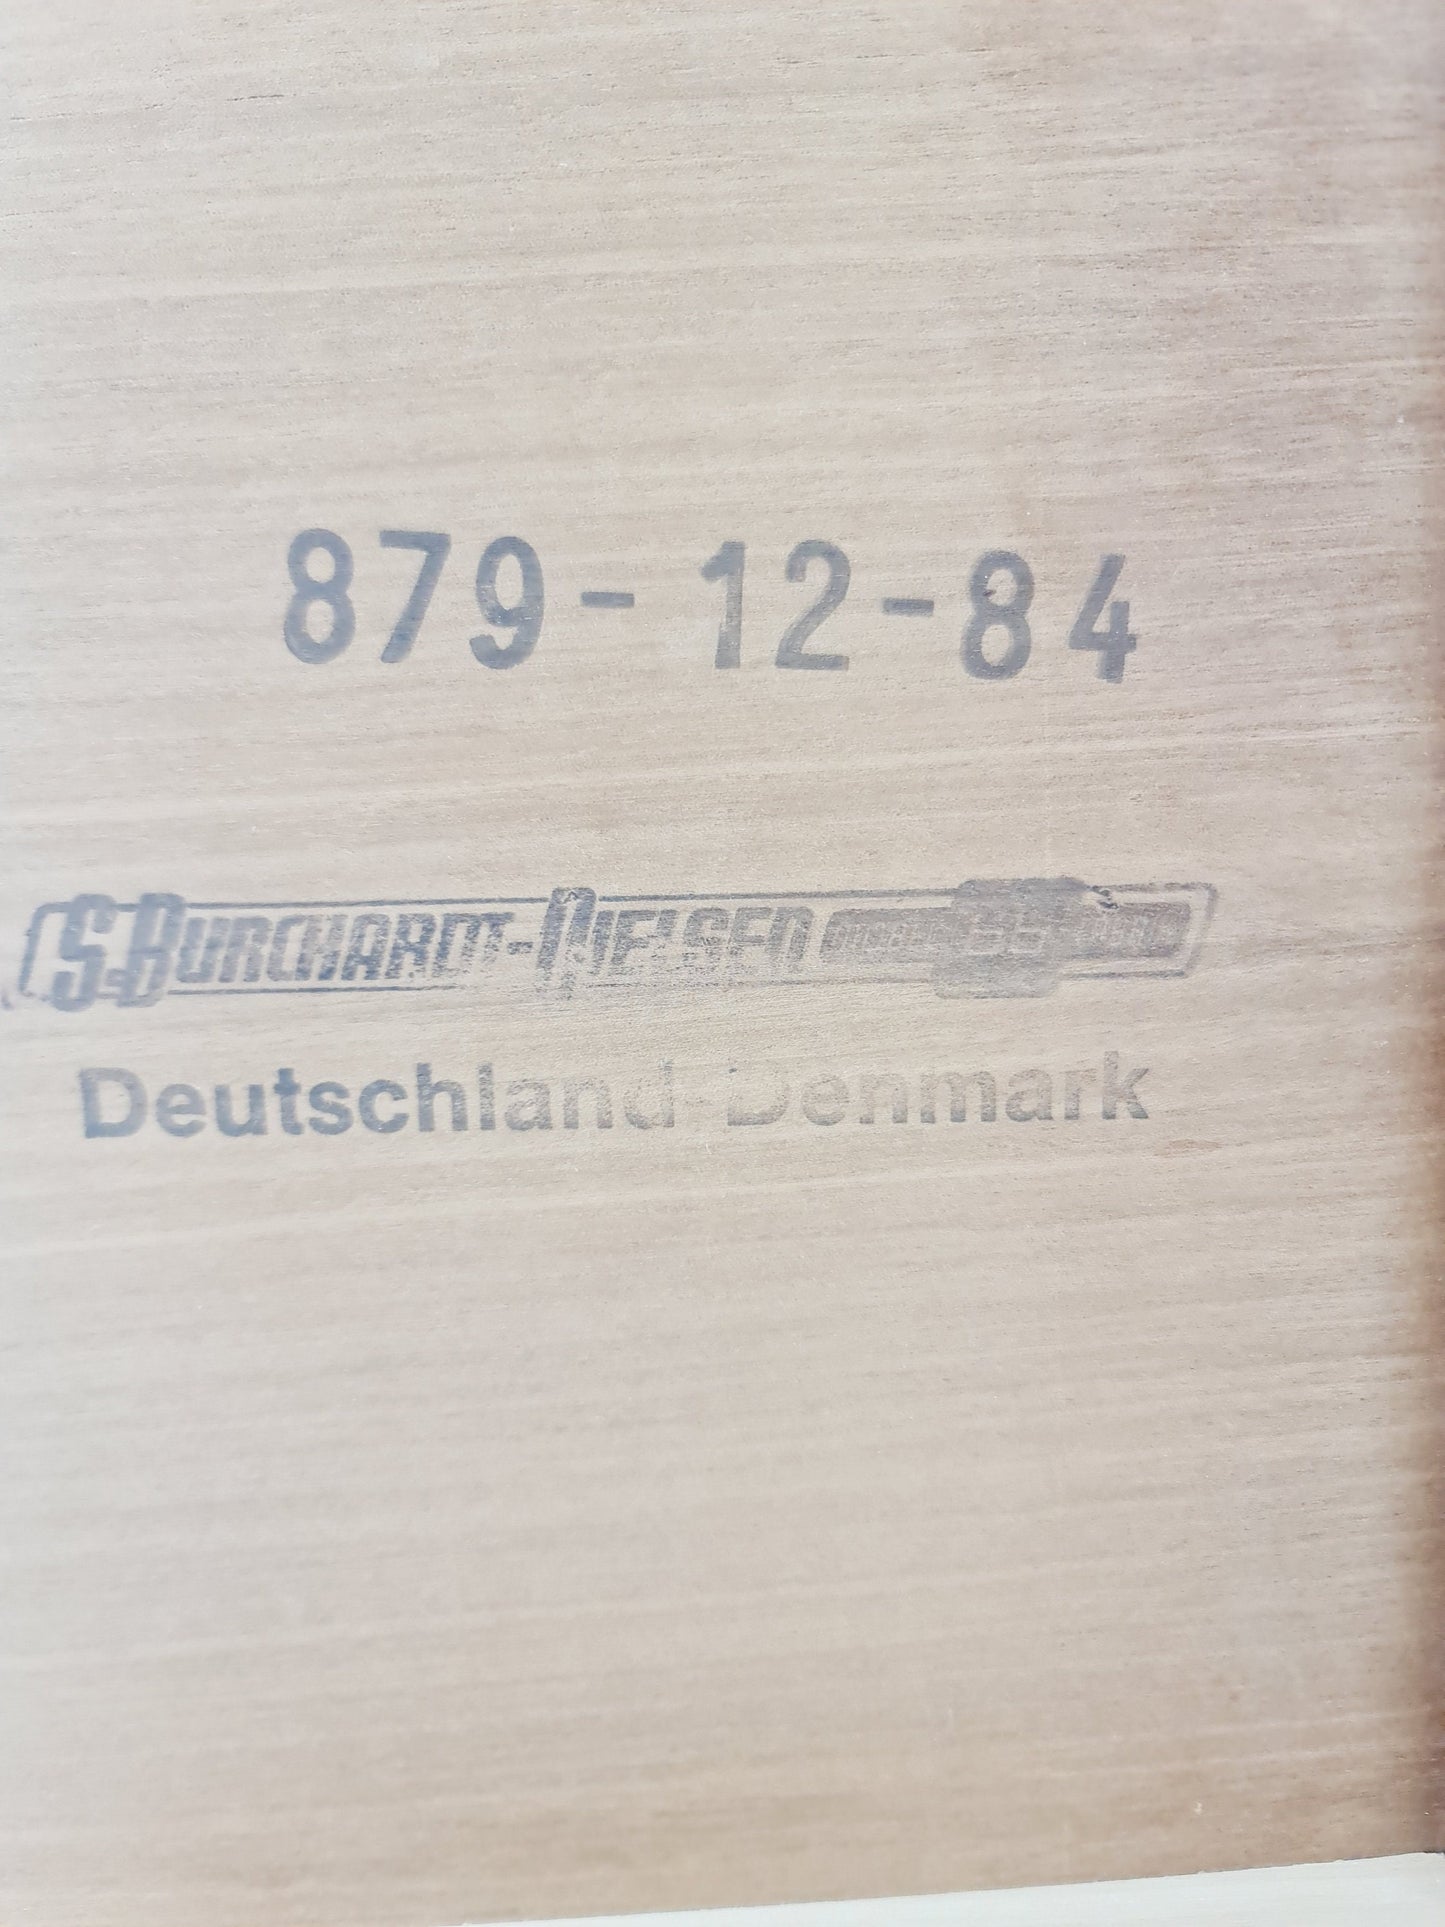 879-12-84
S.BURCHARDT-NIELSEN
Deutschland-Denmark